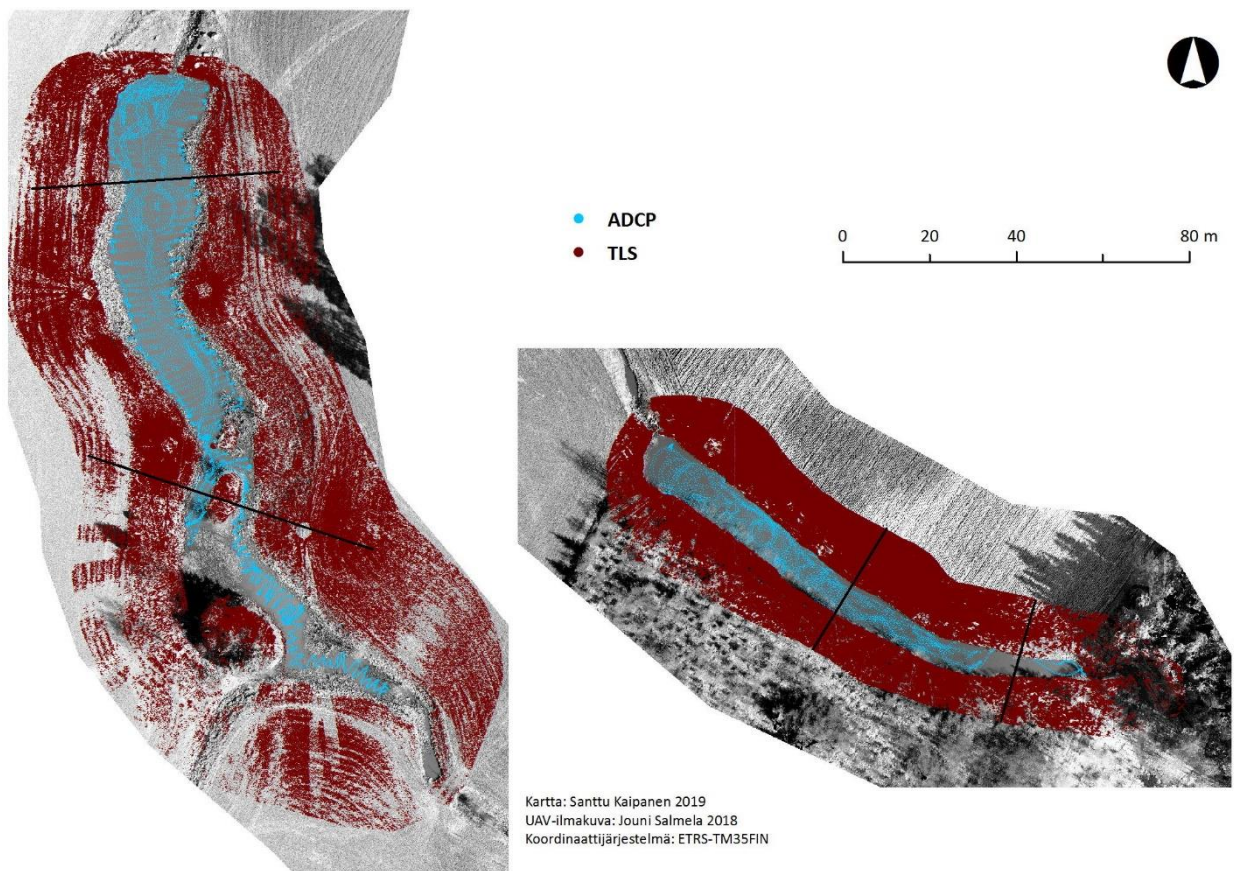 ADCP
TLS
0 20 40 80 m
Kartta: Santtu Kaipanen 2019
UAV-ilmakuva: Jouni Salmela 2018
Koordinaattijärjestelmä: ETRS-TM35FIN